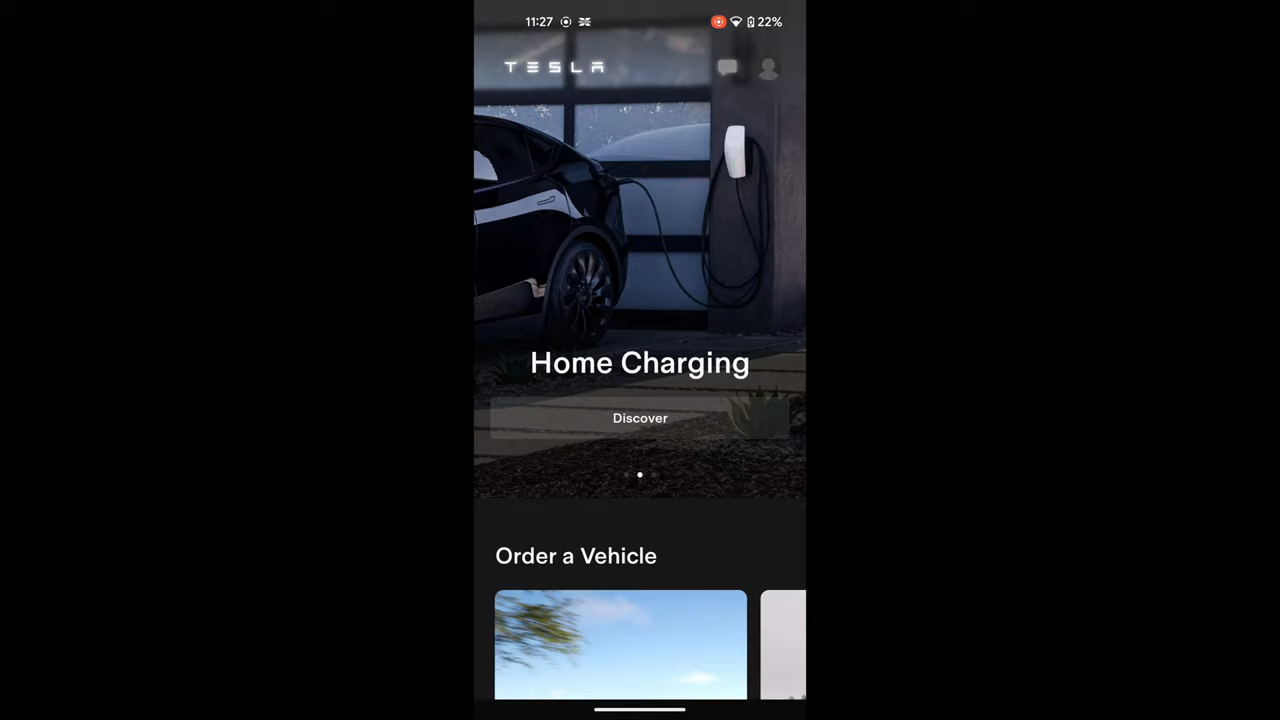 11:27 22%
TESLA
Home Charging
Discover
Order a Vehicle